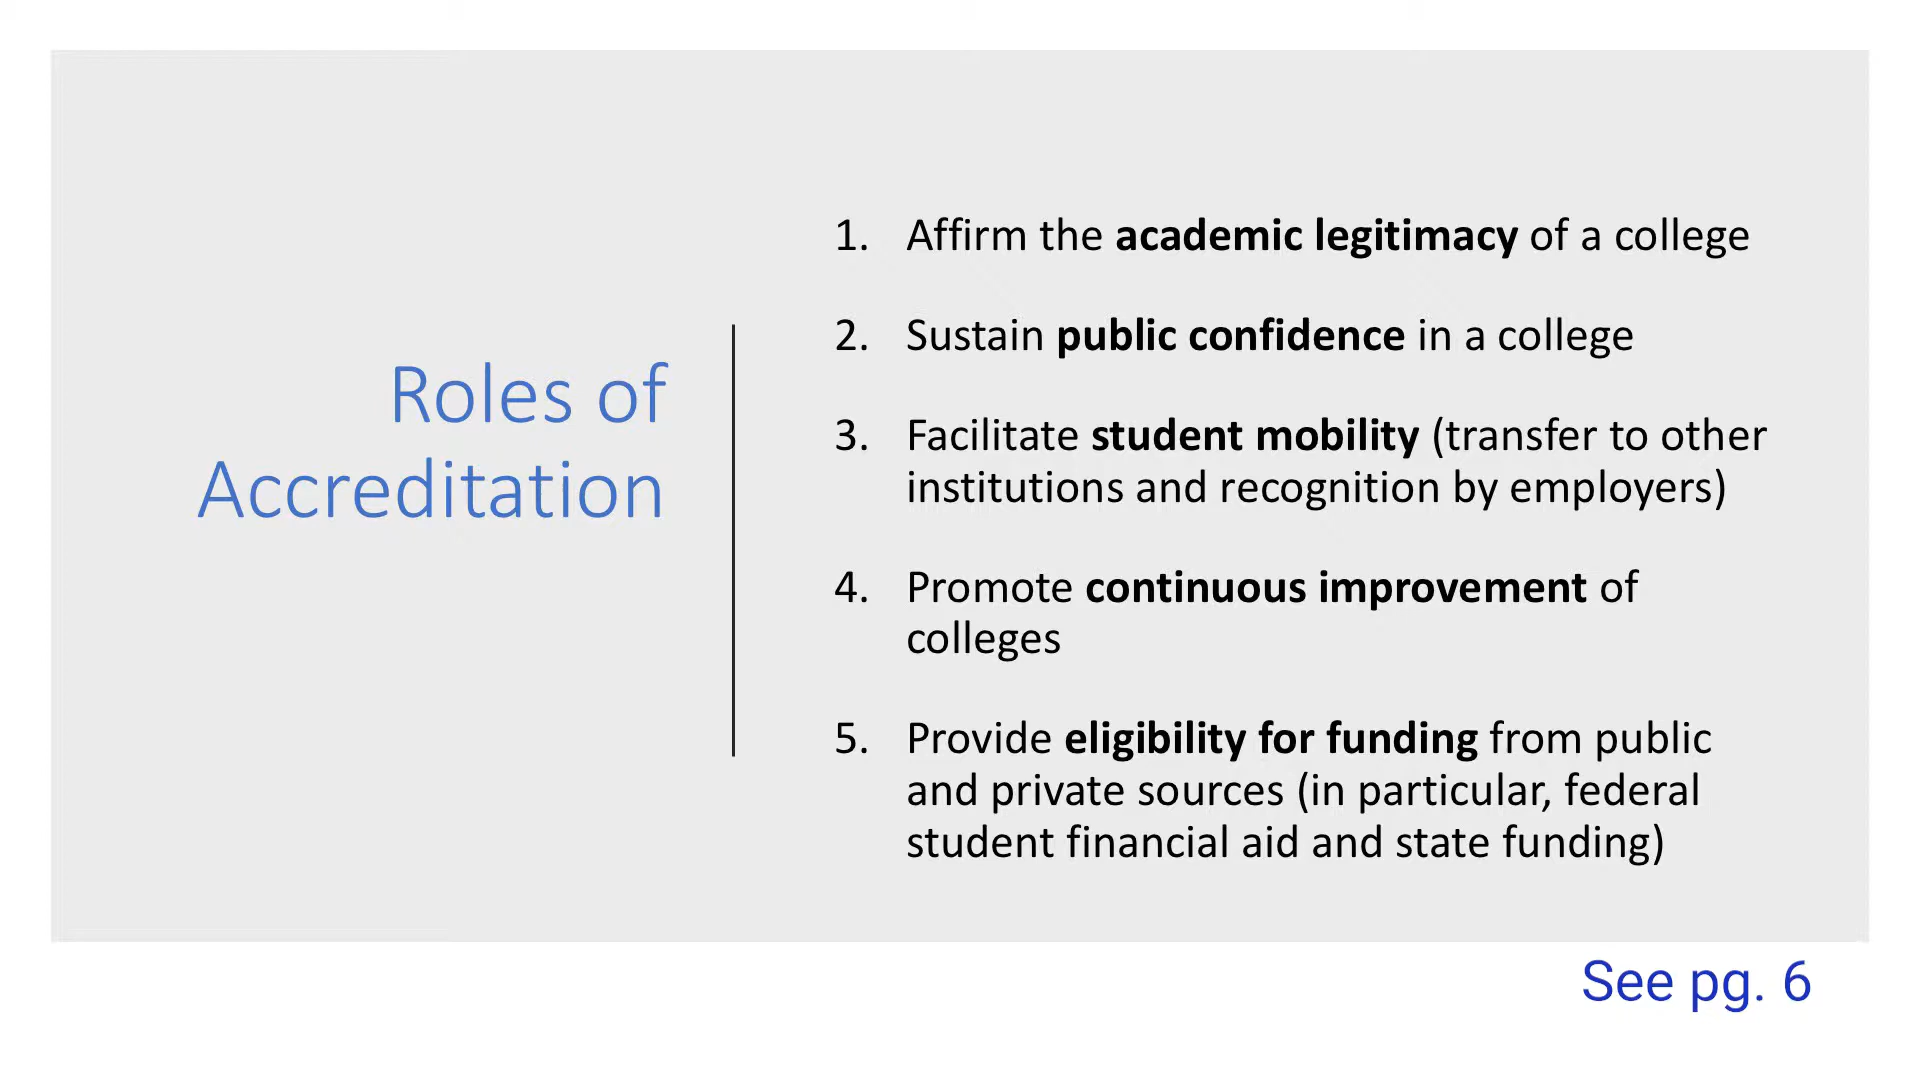 Roles of
Accreditation
1. Affirm the academic legitimacy of a college
2. Sustain public confidence in a college
3. Facilitate student mobility (transfer to other
institutions and recognition by employers)
4. Promote continuous improvement of
colleges
5. Provide eligibility for funding from public
and private sources (in particular, federal
student financial aid and state funding)
See pg. 6